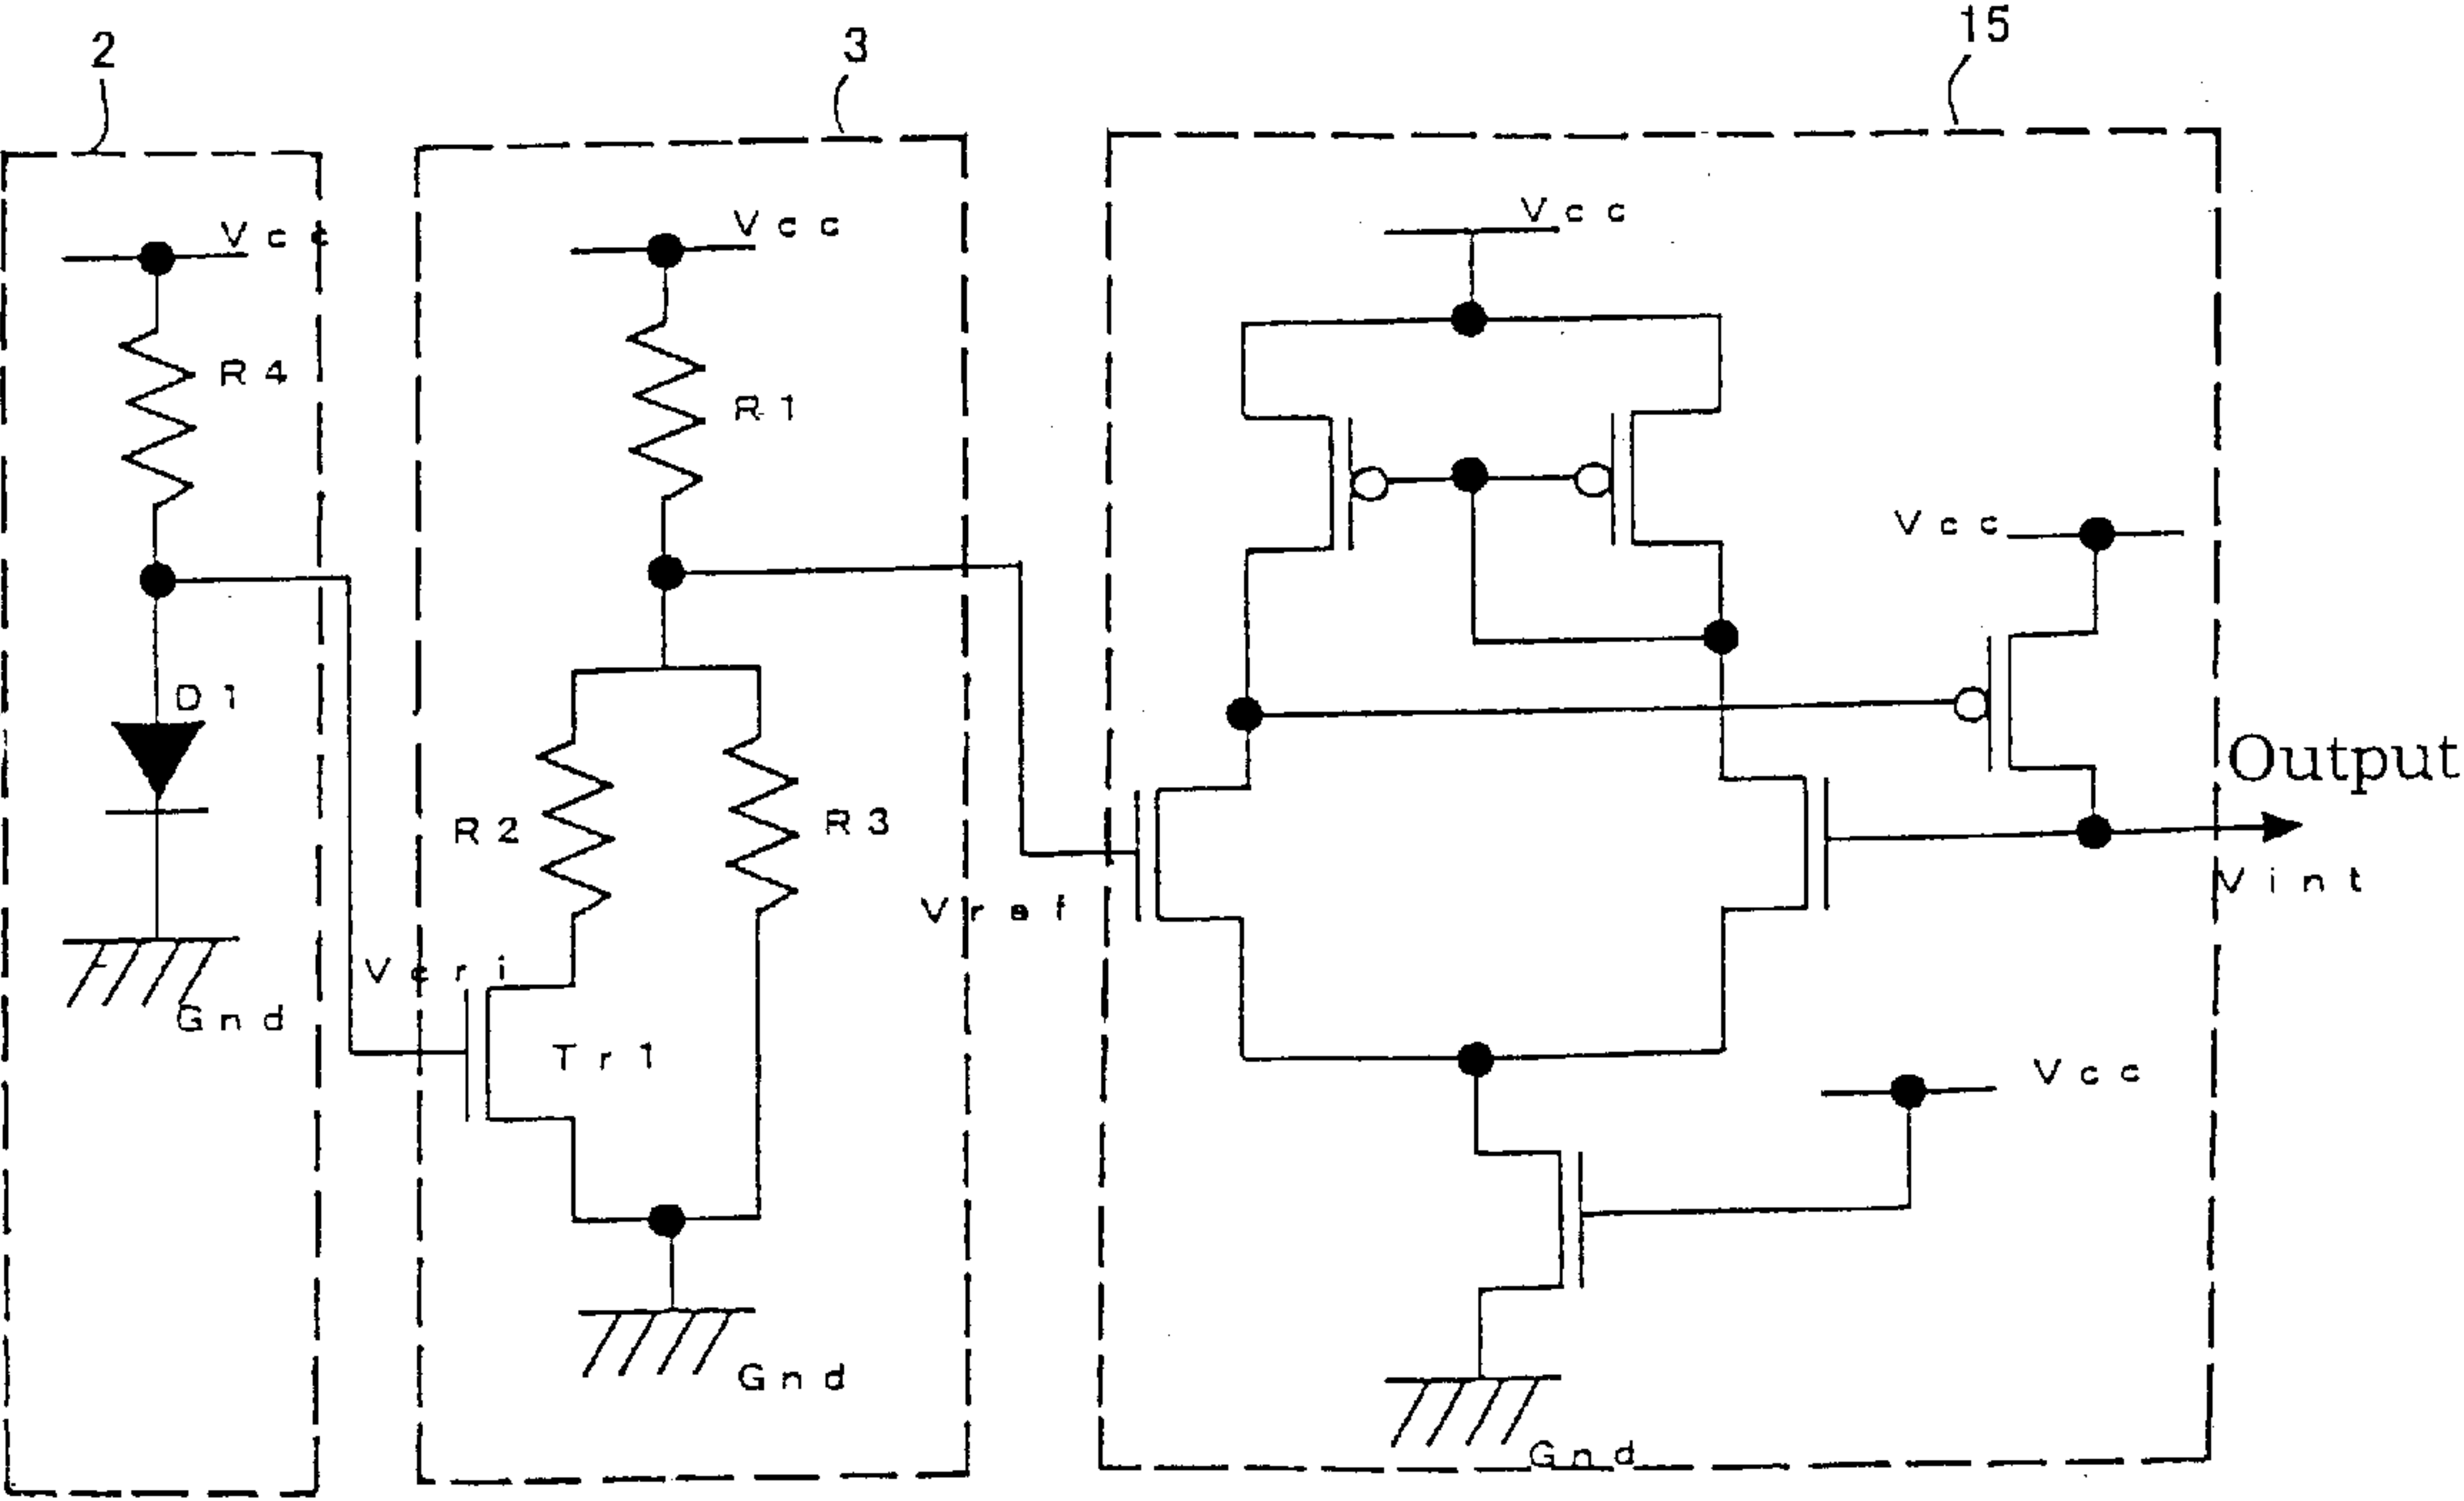 2
3
15
Vcc
Vcc
Vcc
R4
R1
Vcc
D1
Output
R2
R3
Vint
Vref
Veri
Gnd
Tr1
Vcc
Gnd
Gnd